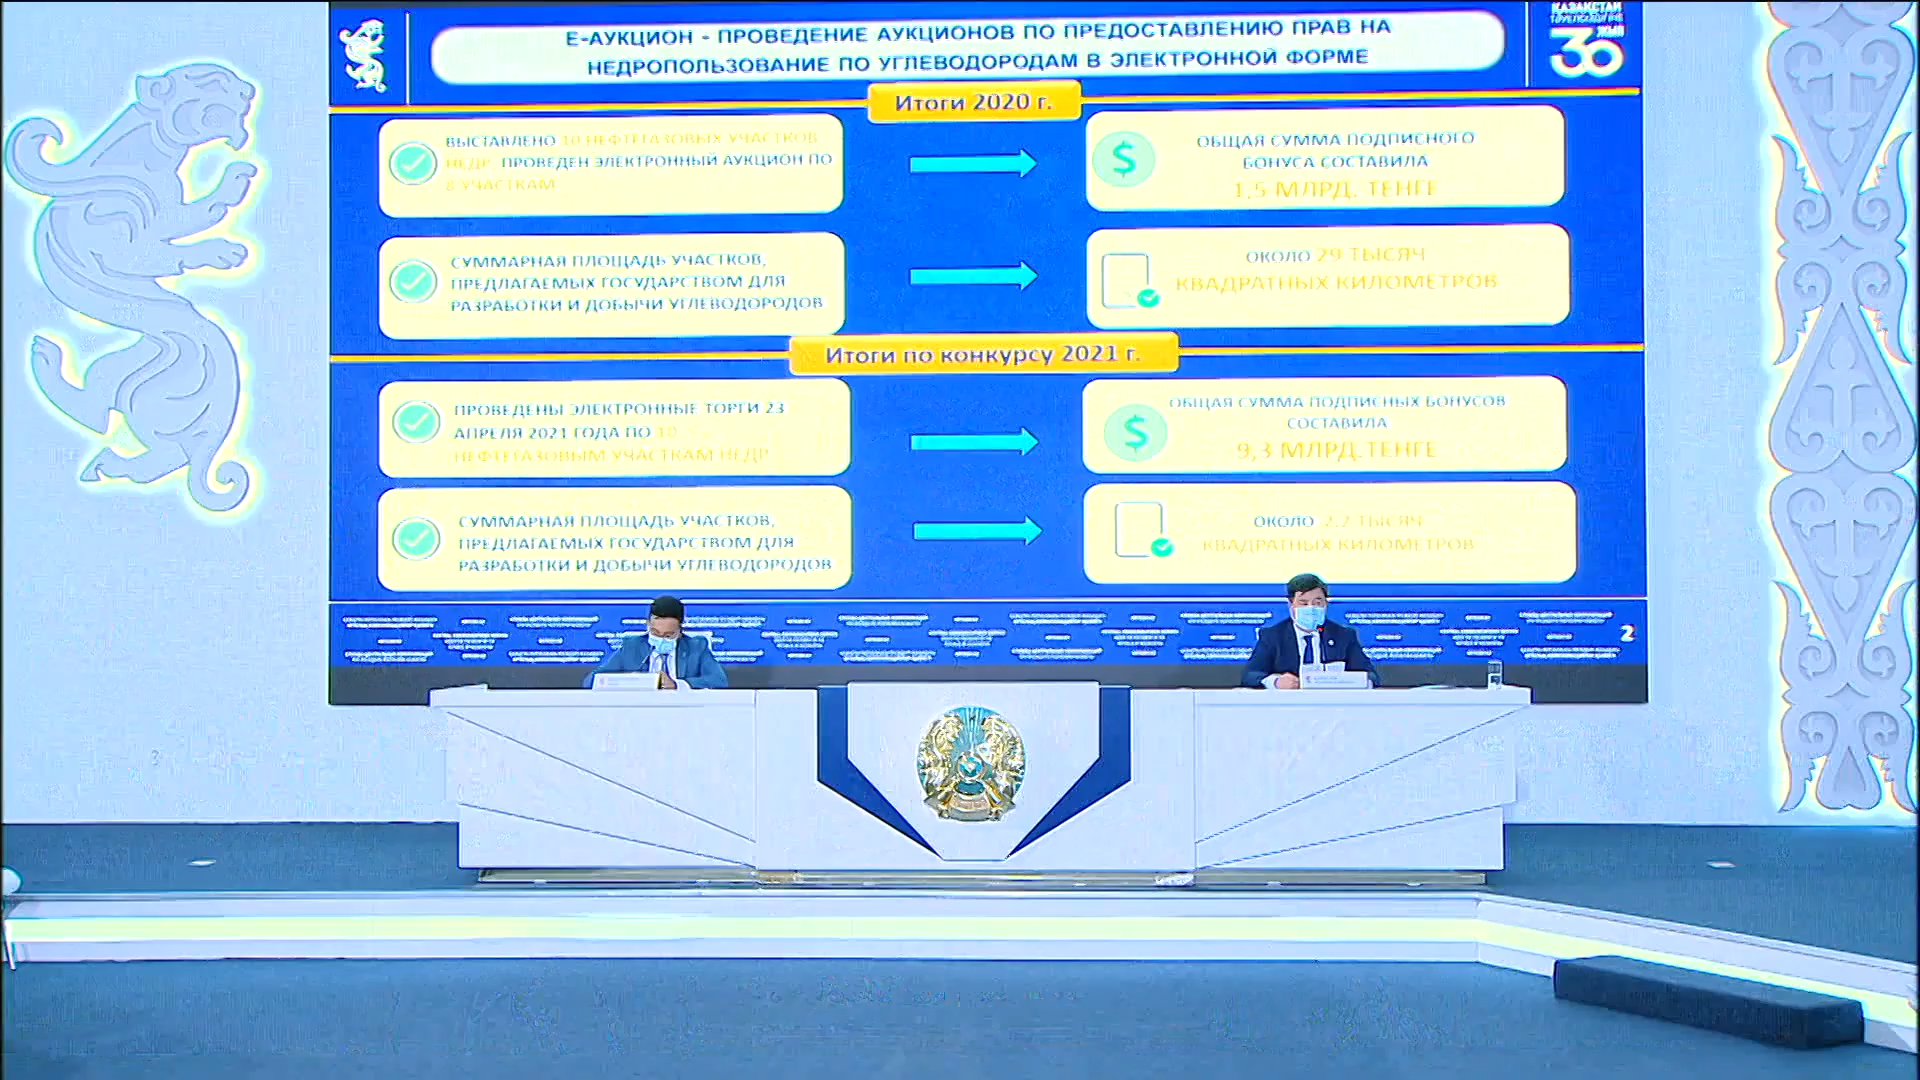 Е-АУКЦИОН - ПРОВЕДЕНИЕ АУКЦИОНОВ ПО ПРЕДОСТАВЛЕНИЮ ПРАВ НА
НЕДРОПОЛЬЗОВАНИЕ ПО УГЛЕВОДОРОДАМ В ЭЛЕКТРОННОЙ ФОРМЕ
ҚАЗАҚСТАН
30
ЖЫЛ
Итоги 2020 г.
ВЫСТАВЛЕНО 10 НЕФТЕГАЗОВЫХ УЧАСТКОВ
НЕДР, ПРОВЕДЕН ЭЛЕКТРОННЫЙ АУКЦИОН ПО
8 УЧАСТКАМ
ОБЩАЯ СУММА ПОДПИСНОГО
БОНУСА СОСТАВИЛА
1,5 МЛРД. ТЕНГЕ
СУММАРНАЯ ПЛОЩАДЬ УЧАСТКОВ,
ПРЕДЛАГАЕМЫХ ГОСУДАРСТВОМ ДЛЯ
РАЗРАБОТКИ И ДОБЫЧИ УГЛЕВОДОРОДОВ
ОКОЛО 29 ТЫСЯЧ
КВАДРАТНЫХ КИЛОМЕТРОВ
Итоги по конкурсу 2021 г.
ПРОВЕДЕНЫ ЭЛЕКТРОННЫЕ ТОРГИ 23
АПРЕЛЯ 2021 ГОДА ПО 10
НЕФТЕГАЗОВЫМ УЧАСТКАМ НЕДР
ОБЩАЯ СУММА ПОДПИСНЫХ БОНУСОВ
СОСТАВИЛА
9,3 МЛРД.ТЕНГЕ
СУММАРНАЯ ПЛОЩАДЬ УЧАСТКОВ,
ПРЕДЛАГАЕМЫХ ГОСУДАРСТВОМ ДЛЯ
РАЗРАБОТКИ И ДОБЫЧИ УГЛЕВОДОРОДОВ
ОКОЛО 2.2 ТЫСЯЧ
КВАДРАТНЫХ КИЛОМЕТРОВ
2